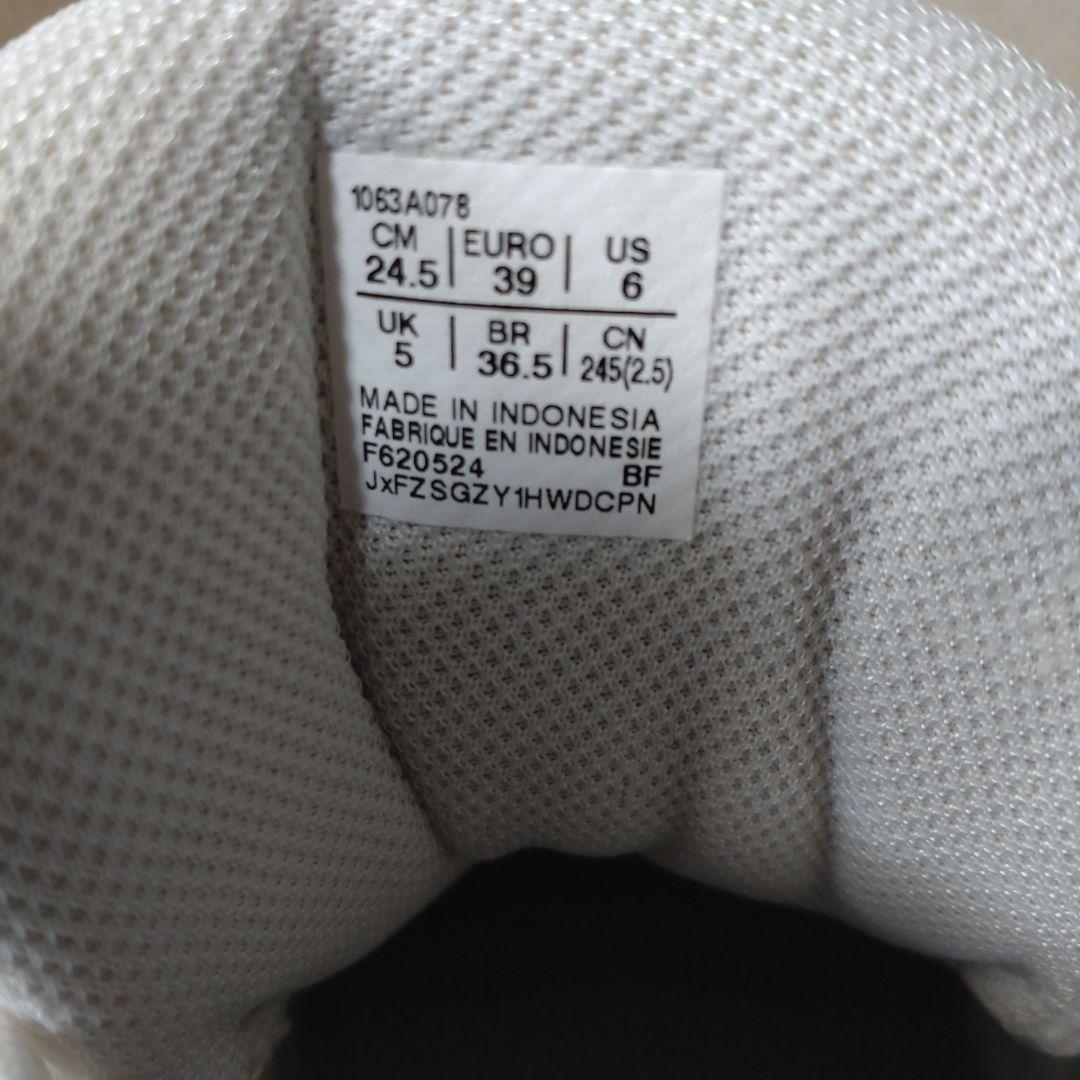 1063A078
CM | EURO | US
24.5 | 39 | 6
UK | BR | CN
5 | 36.5 | 245(2.5)
MADE IN INDONESIA
FABRIQUE EN INDONESIE
F620524 BF
JxFZSGZY1HWDCPN